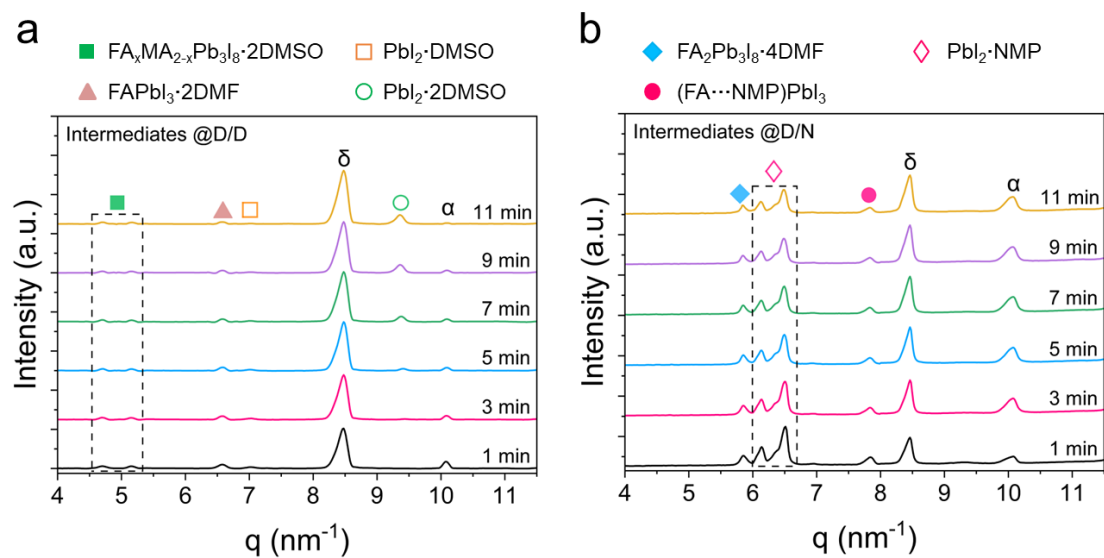 a
FAₓMA₂₋ₓPb₃I₈·2DMSO
PbI₂·DMSO
FAPbI₃·2DMF
PbI₂·2DMSO
Intermediates @D/D
δ
α
11 min
9 min
7 min
5 min
3 min
1 min
Intensity (a.u.)
4 5 6 7 8 9 10 11
q (nm⁻¹)
b
FA₂Pb₃I₈·4DMF
PbI₂·NMP
(FA···NMP)PbI₃
Intermediates @D/N
δ
α
11 min
9 min
7 min
5 min
3 min
1 min
Intensity (a.u.)
4 5 6 7 8 9 10 11
q (nm⁻¹)